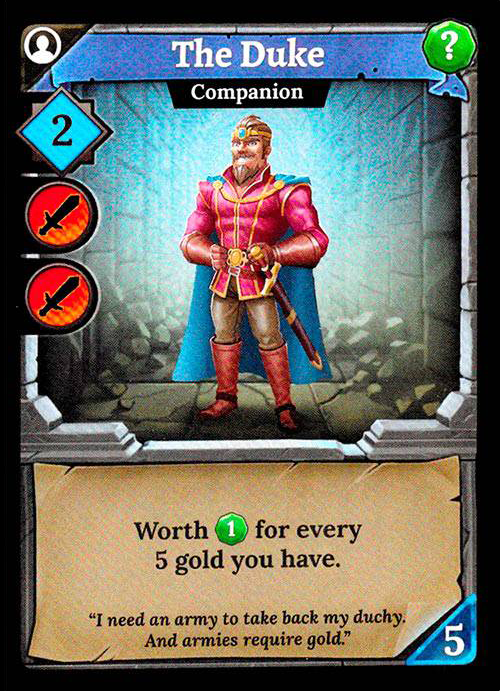 The Duke
?
Companion
2
Worth 1 for every
5 gold you have.
“I need an army to take back my duchy.
And armies require gold.”
5